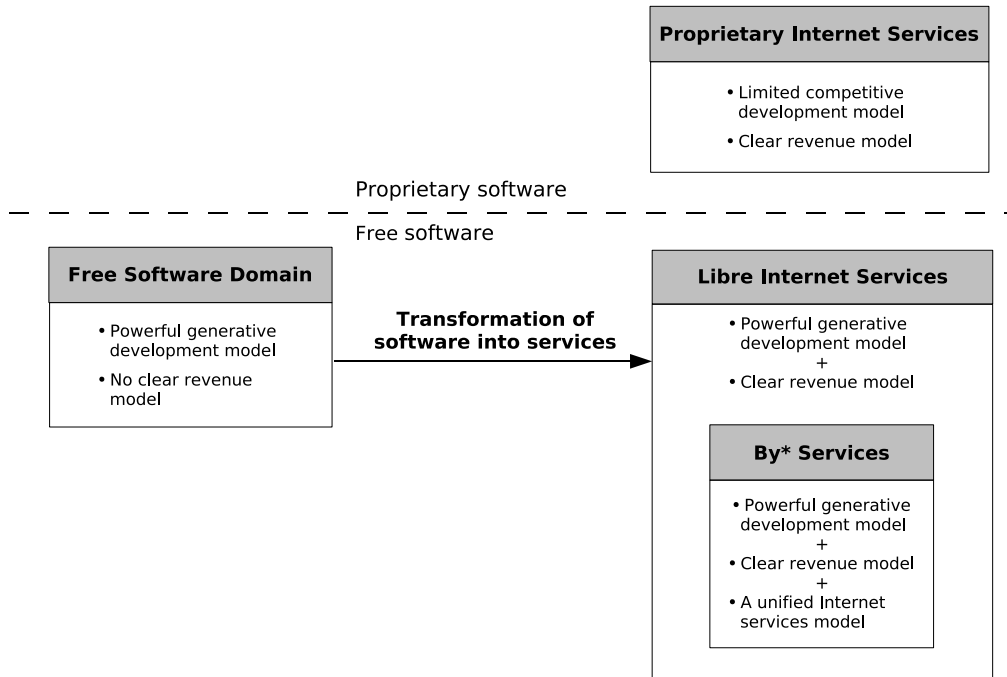 Proprietary Internet Services
• Limited competitive
development model
• Clear revenue model
Proprietary software
Free software
Free Software Domain
• Powerful generative
development model
• No clear revenue
model
Transformation of
software into services
Libre Internet Services
• Powerful generative
development model
+
• Clear revenue model
By* Services
• Powerful generative
development model
+
• Clear revenue model
+
• A unified Internet
services model